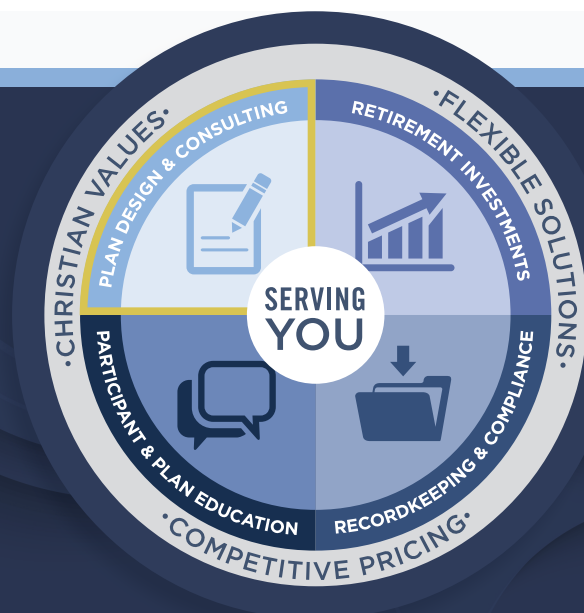 ·CHRISTIAN VALUES·
·FLEXIBLE SOLUTIONS·
PLAN DESIGN & CONSULTING
RETIREMENT INVESTMENTS
SERVING
YOU
PARTICIPANT & PLAN EDUCATION
RECORDKEEPING & COMPLIANCE
·COMPETITIVE PRICING·